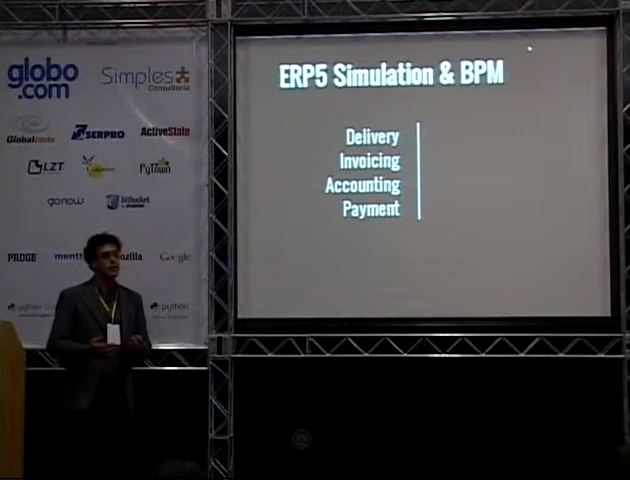 globo
.com
Simples
Consultoria
Globalcode
SERPRO
ActiveState
LZT
PyTown
gonow
bitbucket
PROGE
Google
python
ERP5 Simulation & BPM
Delivery
Invoicing
Accounting
Payment